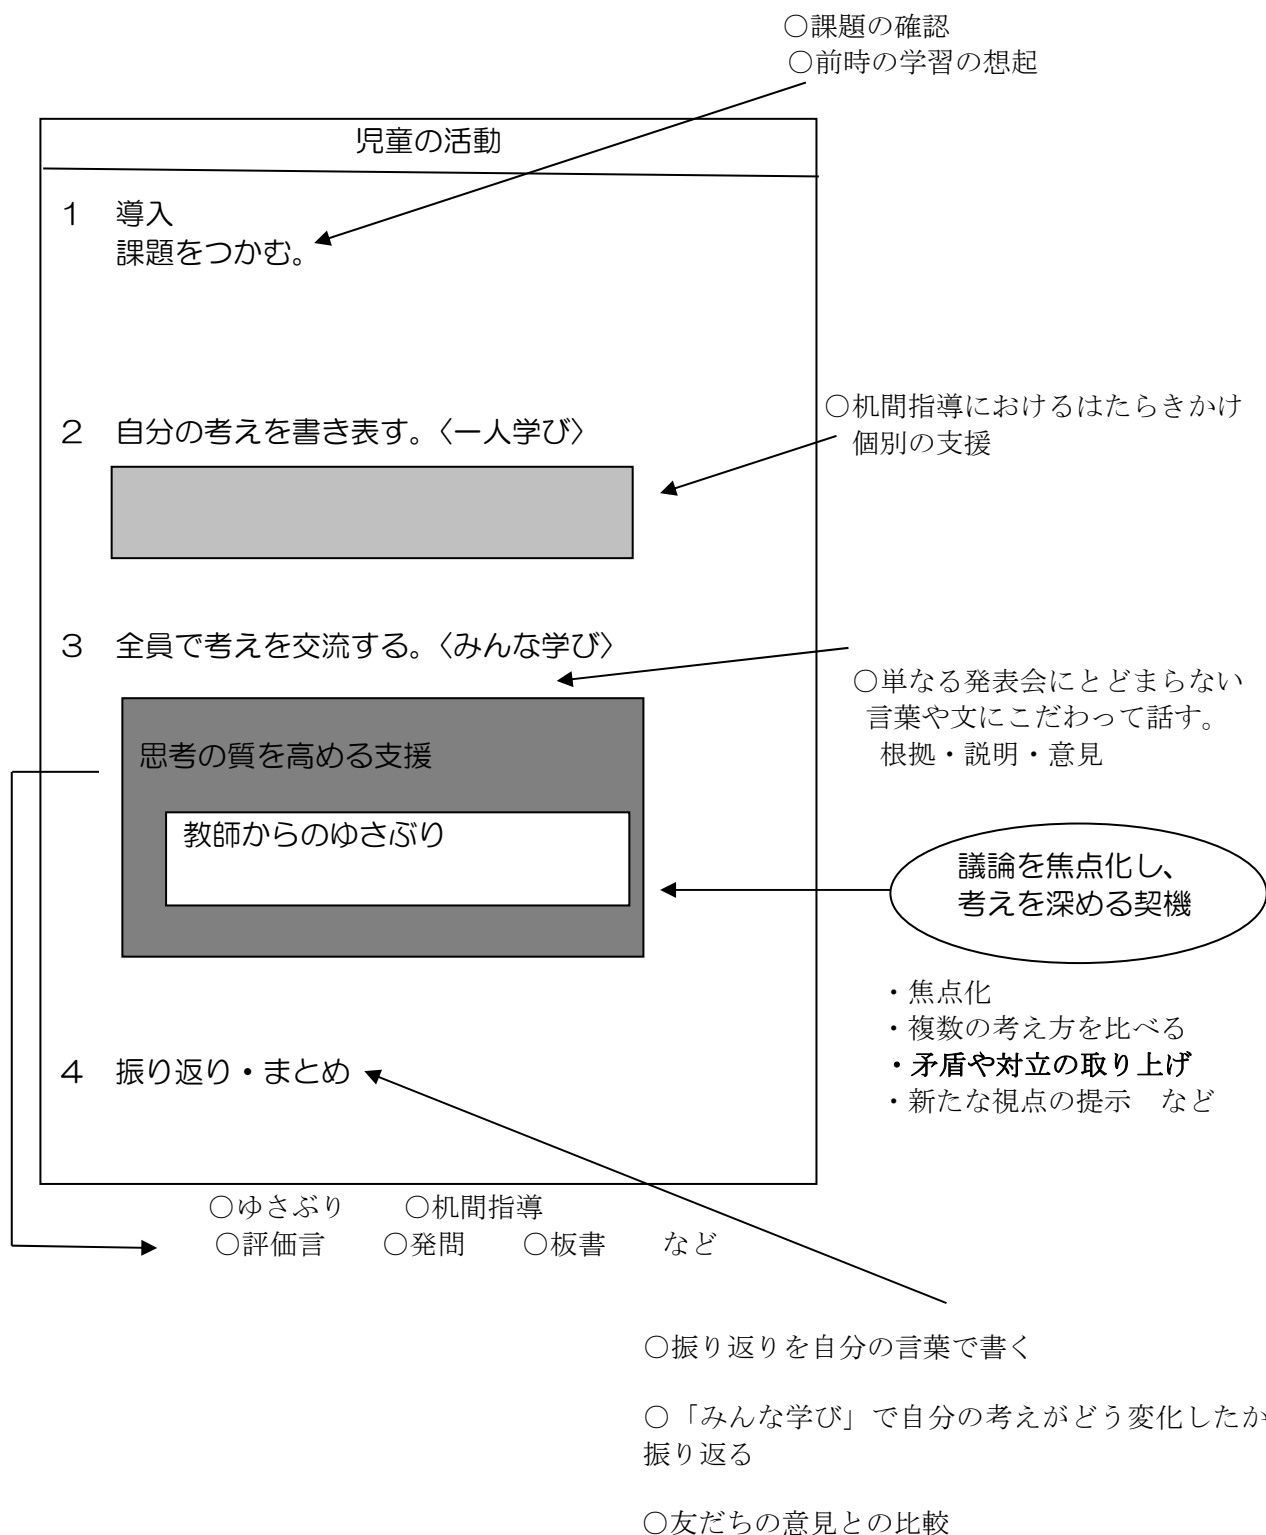 ○課題の確認
○前時の学習の想起
児童の活動
1 導入
課題をつかむ。
2 自分の考えを書き表す。〈一人学び〉
○机間指導におけるはたらきかけ
個別の支援
3 全員で考えを交流する。〈みんな学び〉
○単なる発表会にとどまらない
言葉や文にこだわって話す。
根拠・説明・意見
思考の質を高める支援
教師からのゆさぶり
議論を焦点化し、
考えを深める契機
・焦点化
・複数の考え方を比べる
・矛盾や対立の取り上げ
・新たな視点の提示 など
4 振り返り・まとめ
○ゆさぶり ○机間指導
○評価言 ○発問 ○板書 など
○振り返りを自分の言葉で書く
○「みんな学び」で自分の考えがどう変化したか
振り返る
○友だちの意見との比較